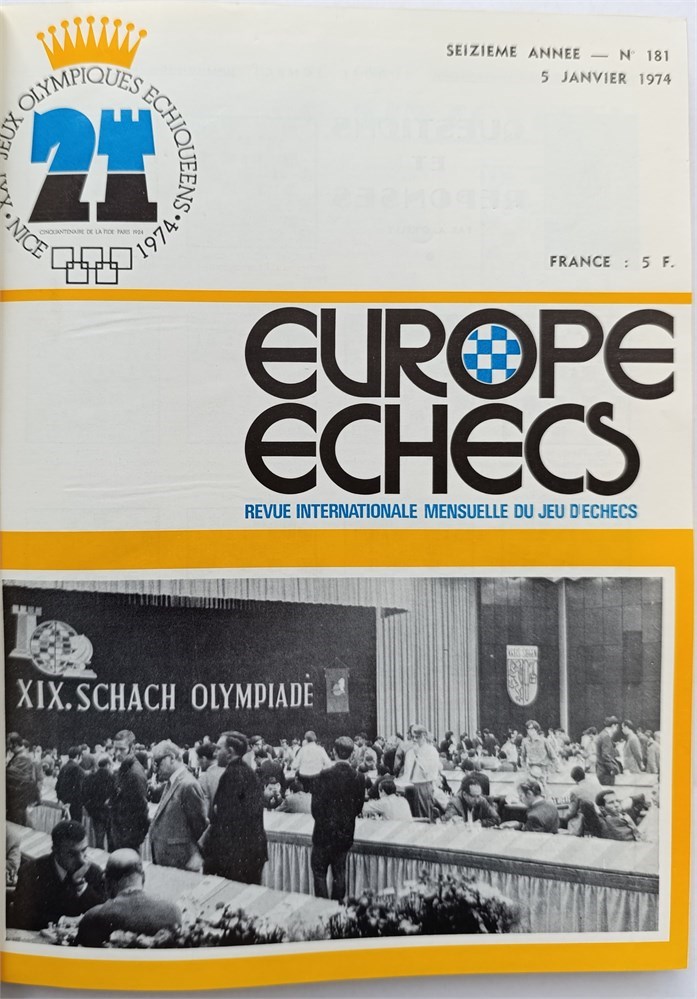 XXI JEUX OLYMPIQUES ECHIQUEENS
21
CINQUANTENAIRE DE LA FIDE PARIS 1924
• NICE 1974 •
SEIZIEME ANNEE — N° 181
5 JANVIER 1974
FRANCE : 5 F.
EUROPE
ECHECS
REVUE INTERNATIONALE MENSUELLE DU JEU D'ECHECS
XIX. SCHACH OLYMPIADE